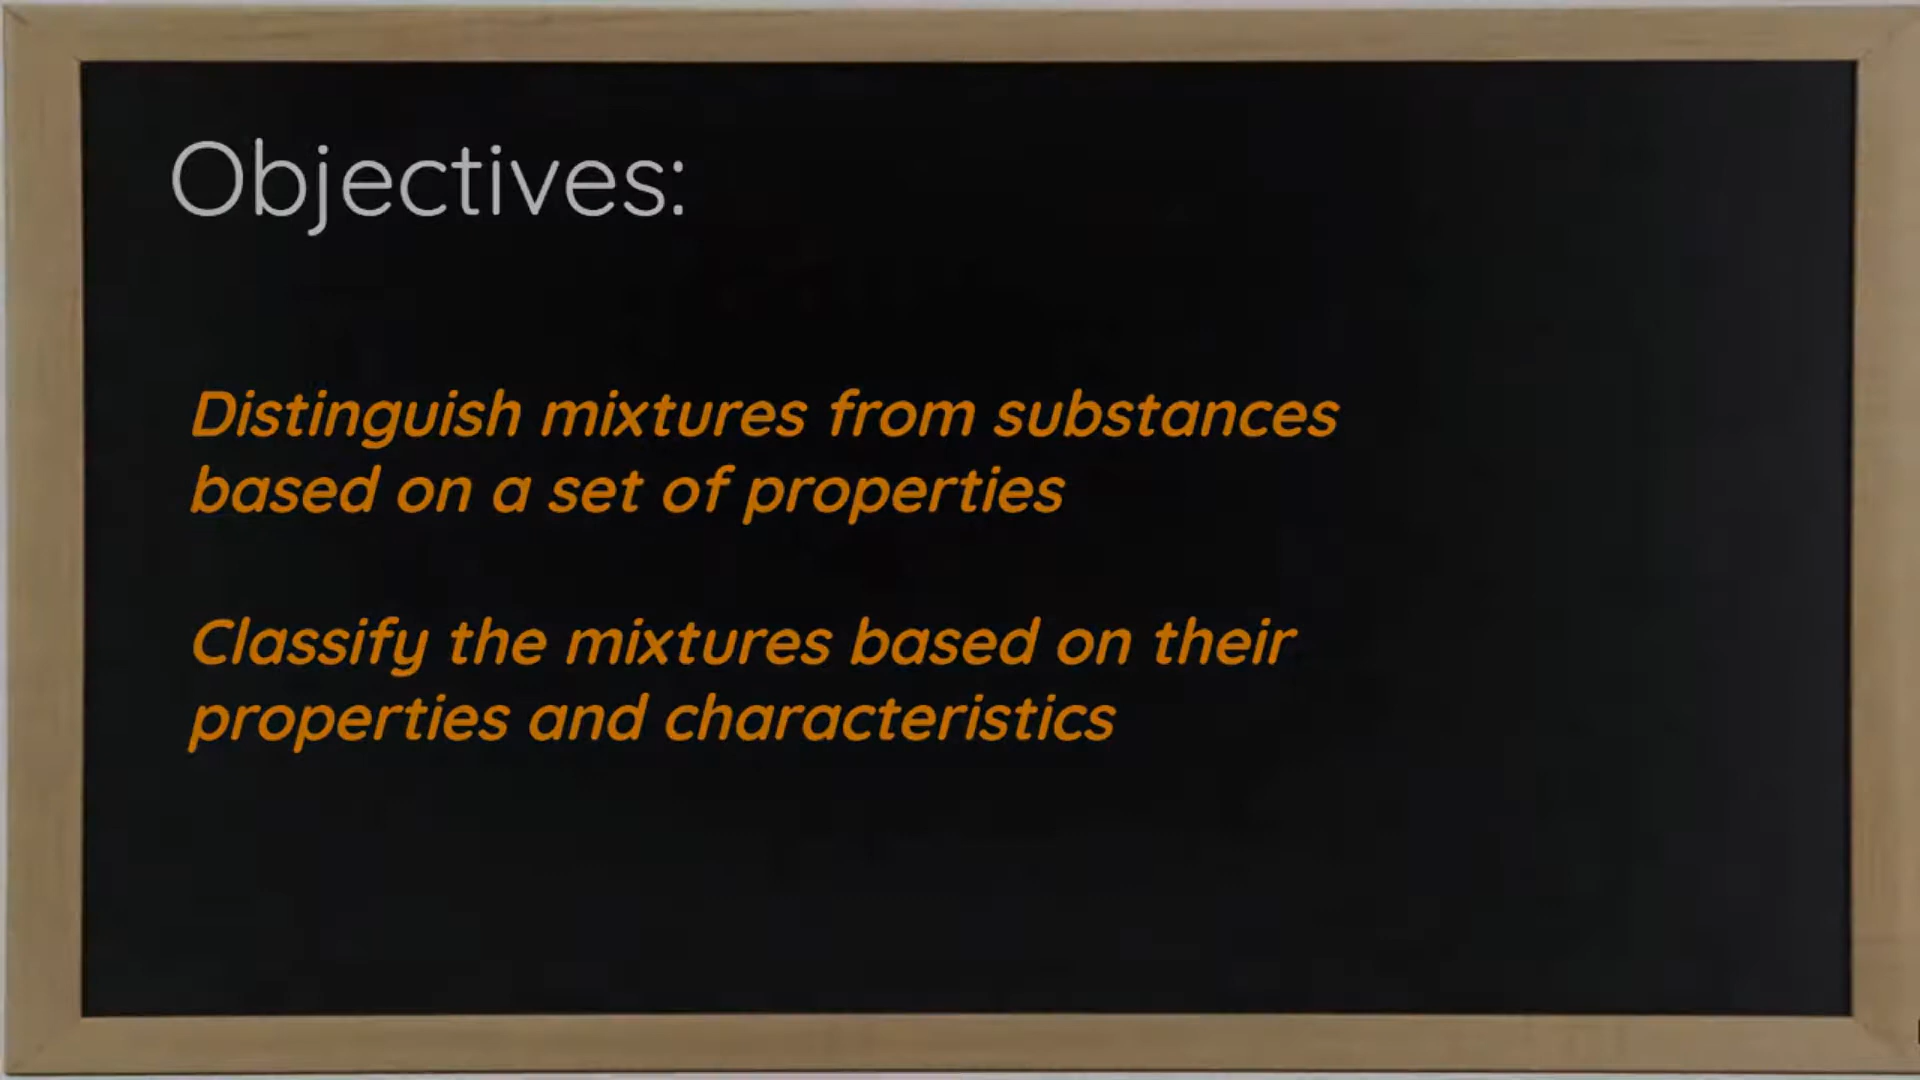 Objectives:
Distinguish mixtures from substances
based on a set of properties
Classify the mixtures based on their
properties and characteristics